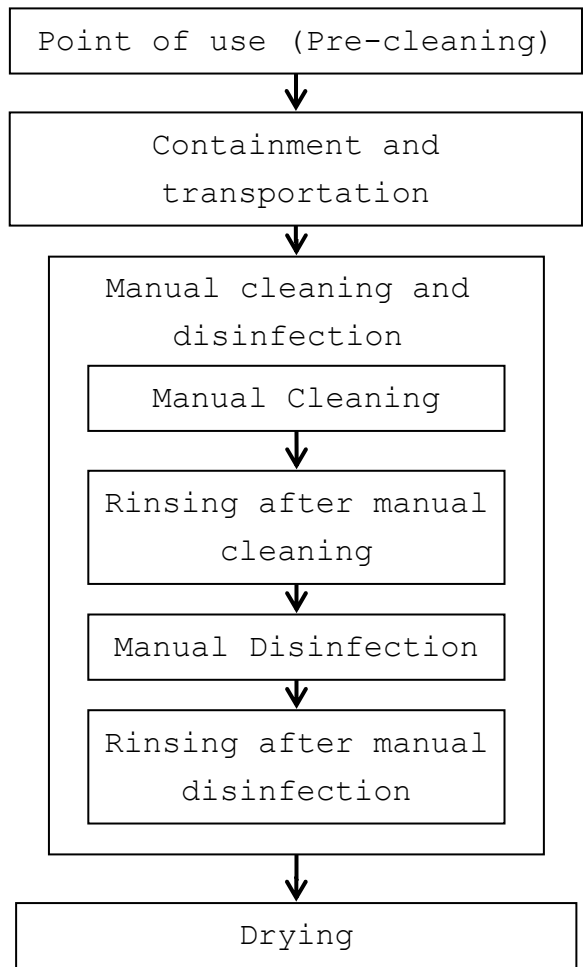 Point of use (Pre-cleaning)
Containment and
transportation
Manual cleaning and
disinfection
Manual Cleaning
Rinsing after manual
cleaning
Manual Disinfection
Rinsing after manual
disinfection
Drying